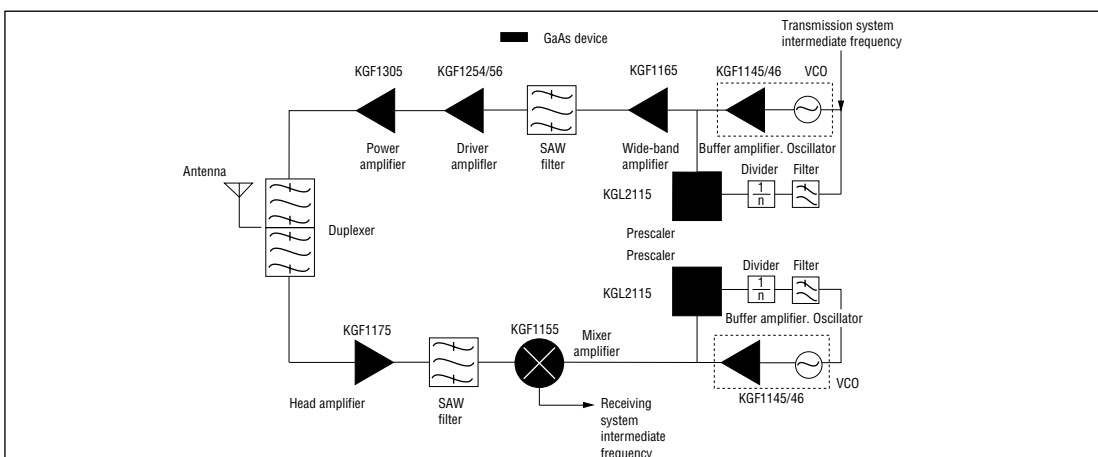 Transmission system
intermediate frequency
GaAs device
KGF1305
KGF1254/56
KGF1165
KGF1145/46
VCO
Power
amplifier
Driver
amplifler
SAW
filter
Wide-band
amplifier
Buffer amplifier. Oscillator
Antenna
Duplexer
KGL2115
Divider
Filter
1
n
Prescaler
Prescaler
KGL2115
Divider
Filter
1
n
Buffer amplifier. Oscillator
KGF1175
KGF1155
Mixer
amplifier
VCO
KGF1145/46
Head amplifier
SAW
filter
Receiving
system
intermediate
frequency